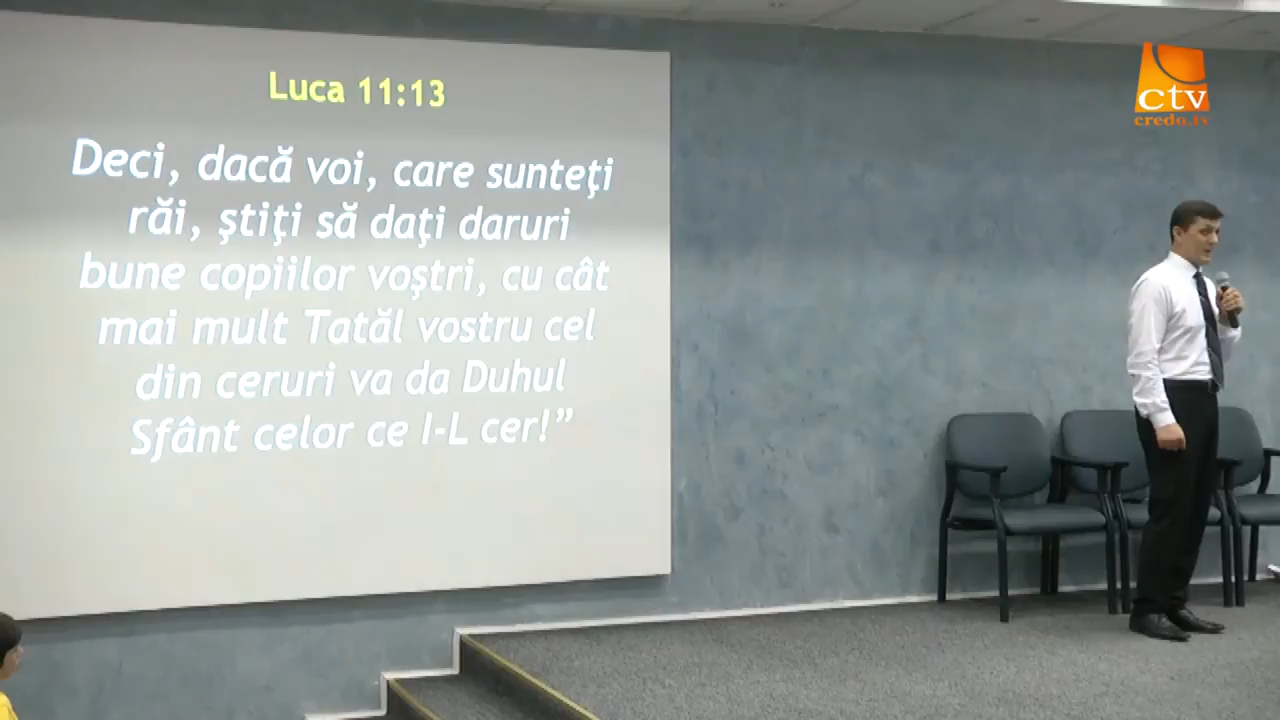 Luca 11:13
Deci, dacă voi, care sunteţi
răi, ştiţi să daţi daruri
bune copiilor voştri, cu cât
mai mult Tatăl vostru cel
din ceruri va da Duhul
Sfânt celor ce I-L cer!”
ctv
credo.tv